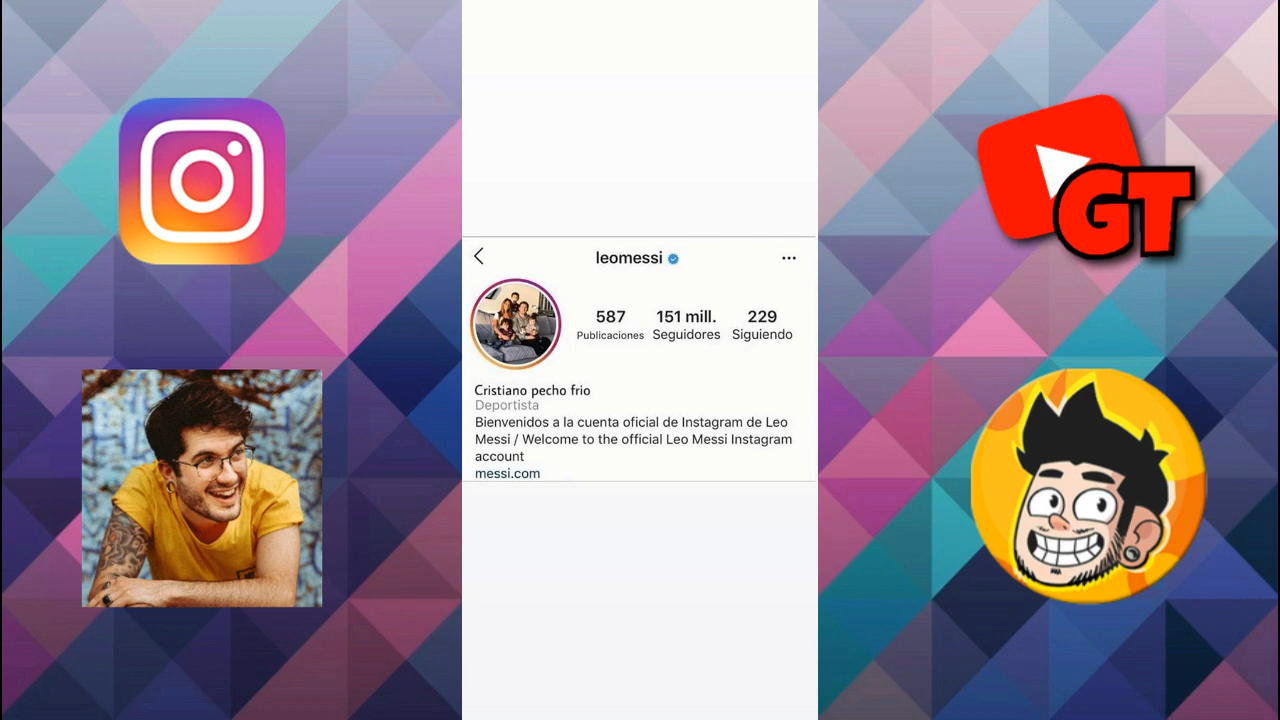 GT
leomessi
587
151 mill.
229
Publicaciones
Seguidores
Siguiendo
Cristiano pecho frio
Deportista
Bienvenidos a la cuenta oficial de Instagram de Leo
Messi / Welcome to the official Leo Messi Instagram
account
messi.com